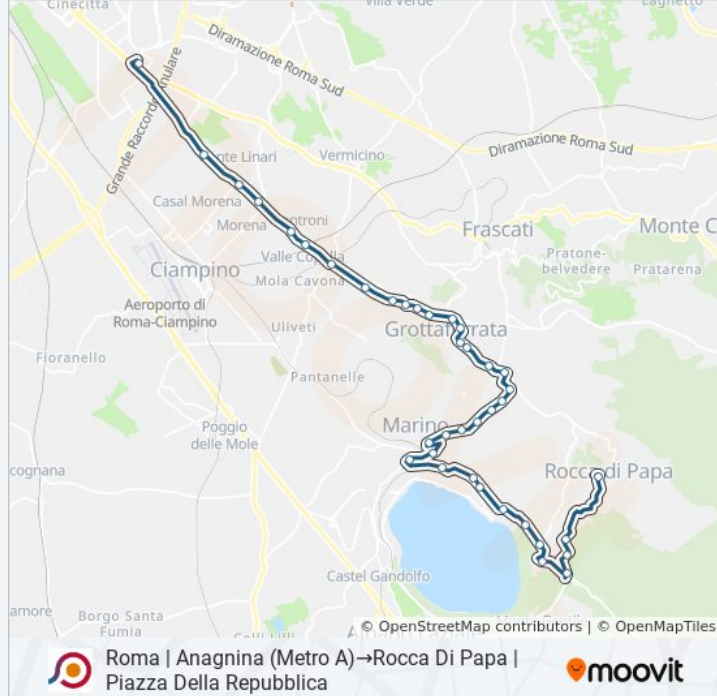 Cinecittà
Villa Verde
Laghetto
Diramazione Roma Sud
Grande Raccordo Anulare
Diramazione Roma Sud
Vermicino
Casal Morena
Morena
Frascati
Monte C
Valle
Pratone-
belvedere
Pratarena
Ciampino
Mola Cavona
Aeroporto di
Roma-Ciampino
Uliveti
Grottaferrata
Fioranello
Pantanelle
Marino
Poggio
delle Mole
cognana
Rocca di Papa
Castel Gandolfo
amore
Borgo Santa
Fumia
© OpenStreetMap contributors | © OpenMapTiles
Roma | Anagnina (Metro A)→Rocca Di Papa |
Piazza Della Repubblica
moovit